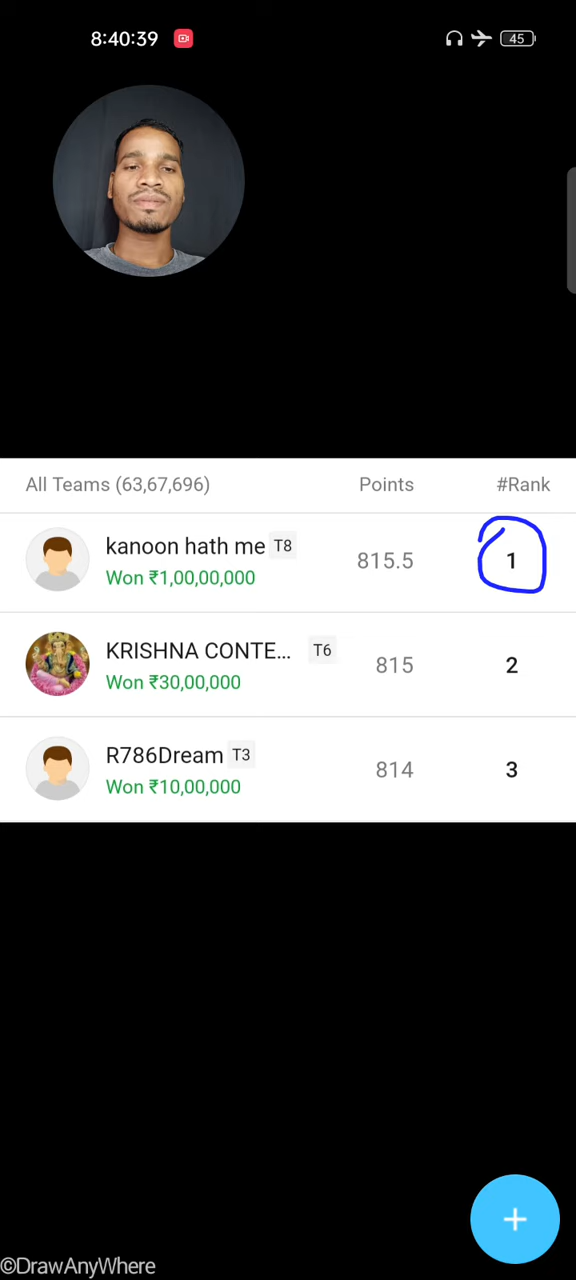 8:40:39 45
All Teams (63,67,696) Points #Rank
kanoon hath me T8
Won ₹1,00,00,000 815.5 1
KRISHNA CONTE... T6
Won ₹30,00,000 815 2
R786Dream T3
Won ₹10,00,000 814 3
©DrawAnyWhere